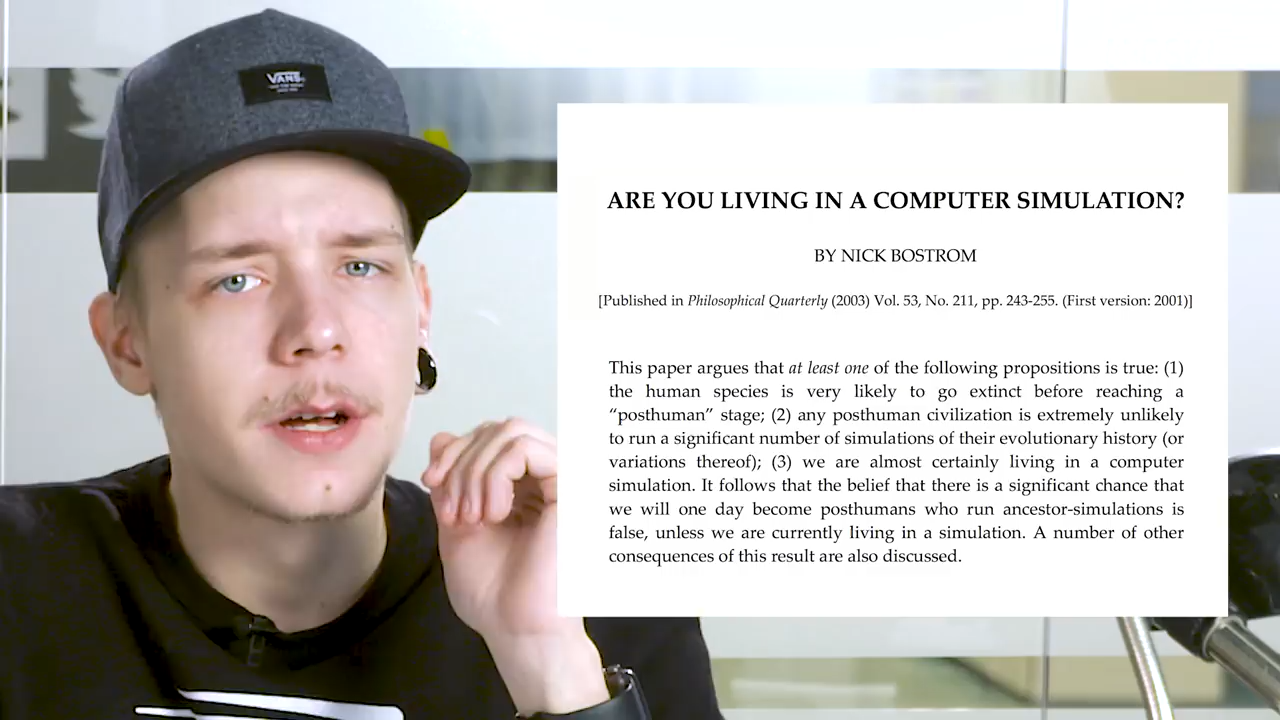 VANS
ARE YOU LIVING IN A COMPUTER SIMULATION?
BY NICK BOSTROM
[Published in Philosophical Quarterly (2003) Vol. 53, No. 211, pp. 243-255. (First version: 2001)]
This paper argues that at least one of the following propositions is true: (1)
the human species is very likely to go extinct before reaching a
“posthuman” stage; (2) any posthuman civilization is extremely unlikely
to run a significant number of simulations of their evolutionary history (or
variations thereof); (3) we are almost certainly living in a computer
simulation. It follows that the belief that there is a significant chance that
we will one day become posthumans who run ancestor-simulations is
false, unless we are currently living in a simulation. A number of other
consequences of this result are also discussed.